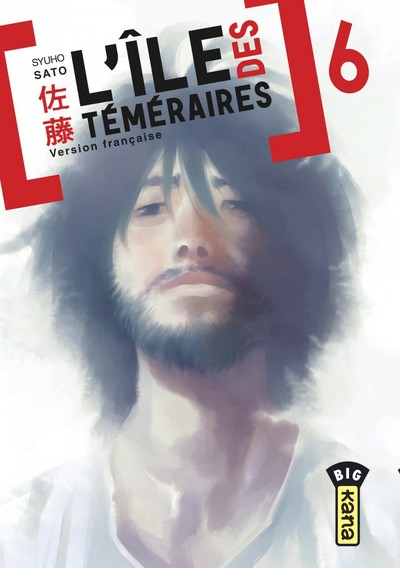 SYUHO
SATO
佐藤
L'ÎLE
DES
TÉMÉRAIRES
Version française
6
BIG
KANA